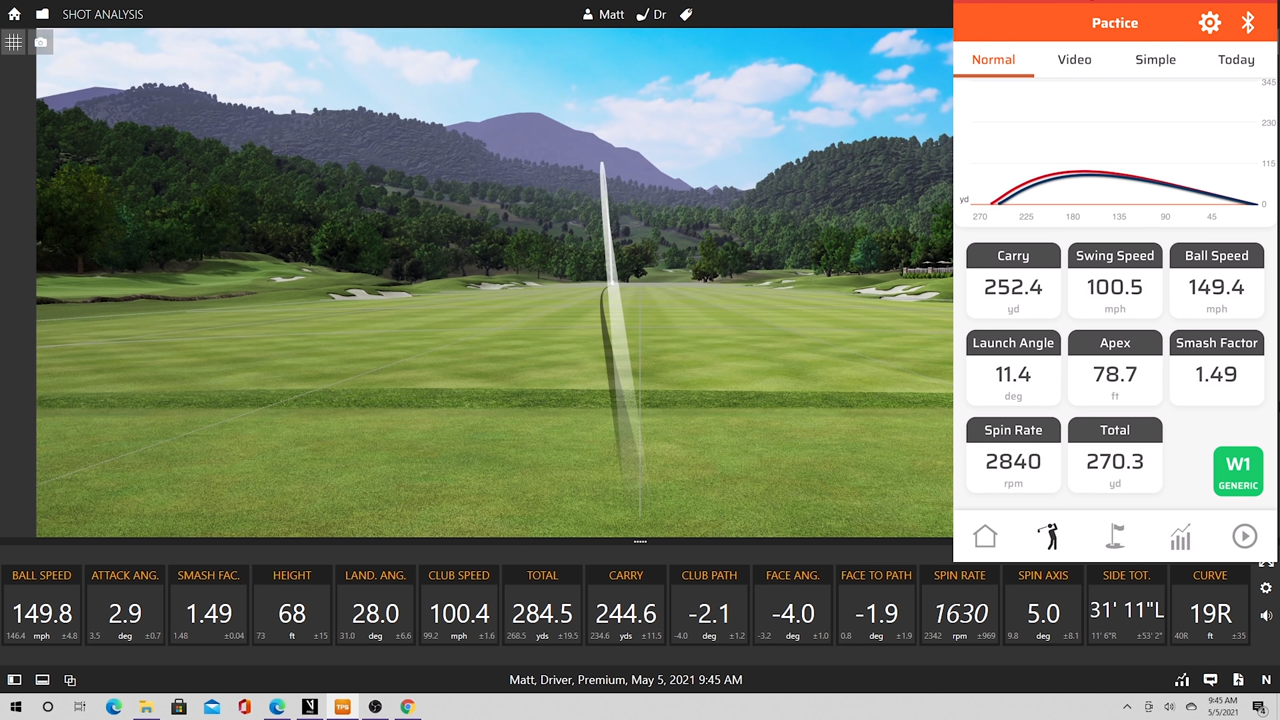 SHOT ANALYSIS
Matt Dr
Pactice
Normal Video Simple Today
345
230
115
yd 0
270 225 180 135 90 45
Carry Swing Speed Ball Speed
252.4 100.5 149.4
yd mph mph
Launch Angle Apex Smash Factor
11.4 78.7 1.49
deg ft
Spin Rate Total
2840 270.3
rpm yd
W1
GENERIC
BALL SPEED ATTACK ANG. SMASH FAC. HEIGHT LAND. ANG. CLUB SPEED TOTAL CARRY CLUB PATH FACE ANG. FACE TO PATH SPIN RATE SPIN AXIS SIDE TOT. CURVE
149.8 2.9 1.49 68 28.0 100.4 284.5 244.6 -2.1 -4.0 -1.9 1630 5.0 31' 11"L 19R
146.4 mph ±4.8 3.5 deg ±0.7 1.48 ±0.04 73 ft ±15 31.0 deg ±6.6 99.2 mph ±1.6 268.5 yds ±19.5 234.6 yds ±11.5 -4.0 deg ±1.2 -3.2 deg ±1.0 0.8 deg ±1.9 2342 rpm ±969 9.8 deg ±8.1 11' 6"R ±53' 2" 40R ft ±35
Matt, Driver, Premium, May 5, 2021 9:45 AM
N
TPS
9:45 AM
5/5/2021
4